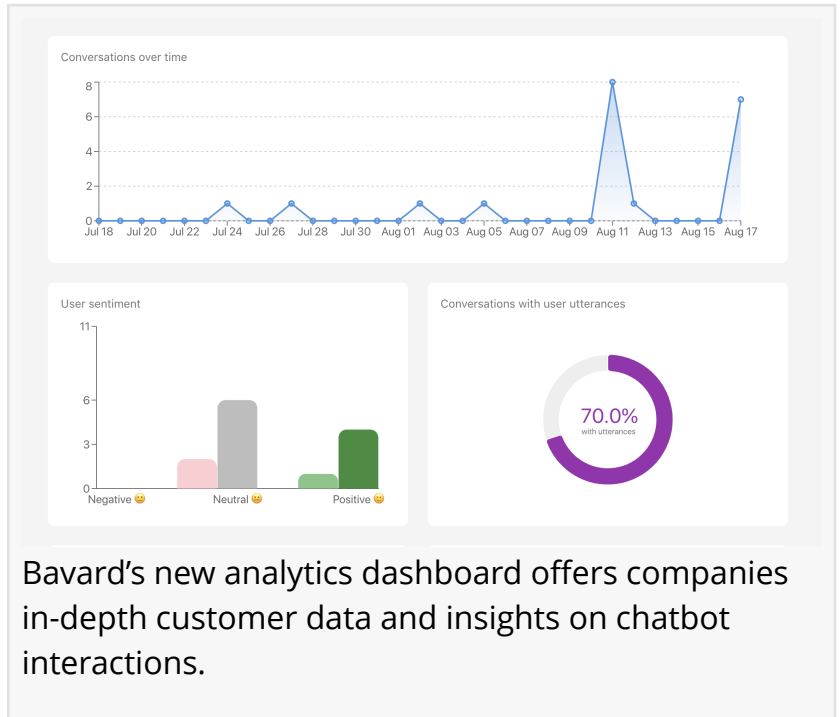 Conversations over time
8
6
4
2
0
Jul 18 Jul 20 Jul 22 Jul 24 Jul 26 Jul 28 Jul 30 Aug 01 Aug 03 Aug 05 Aug 07 Aug 09 Aug 11 Aug 13 Aug 15 Aug 17
User sentiment
11
6
3
0
Negative 🙁 Neutral 😐 Positive 🙂
Conversations with user utterances
70.0%
with utterances
Bavard’s new analytics dashboard offers companies
in-depth customer data and insights on chatbot
interactions.